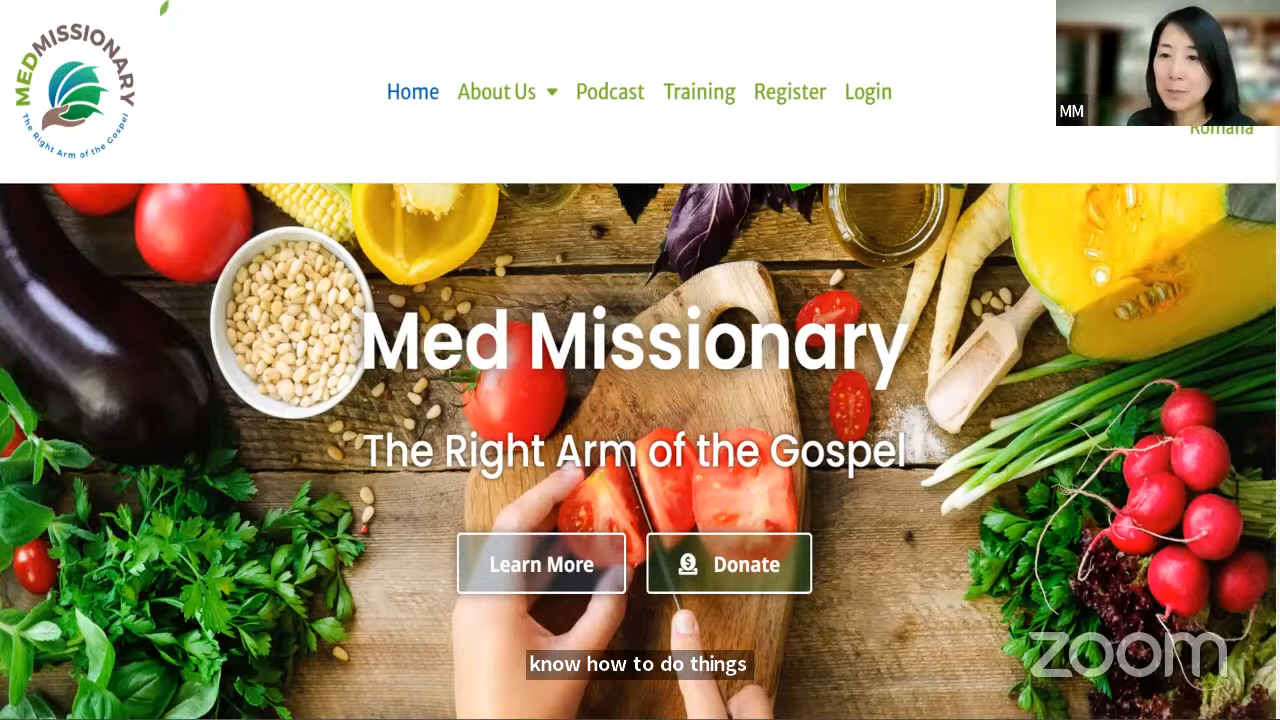 MEDMISSIONARY
The Right Arm of the Gospel
Home About Us Podcast Training Register Login
MM
Romana
Med Missionary
The Right Arm of the Gospel
Learn More Donate
know how to do things
zoom